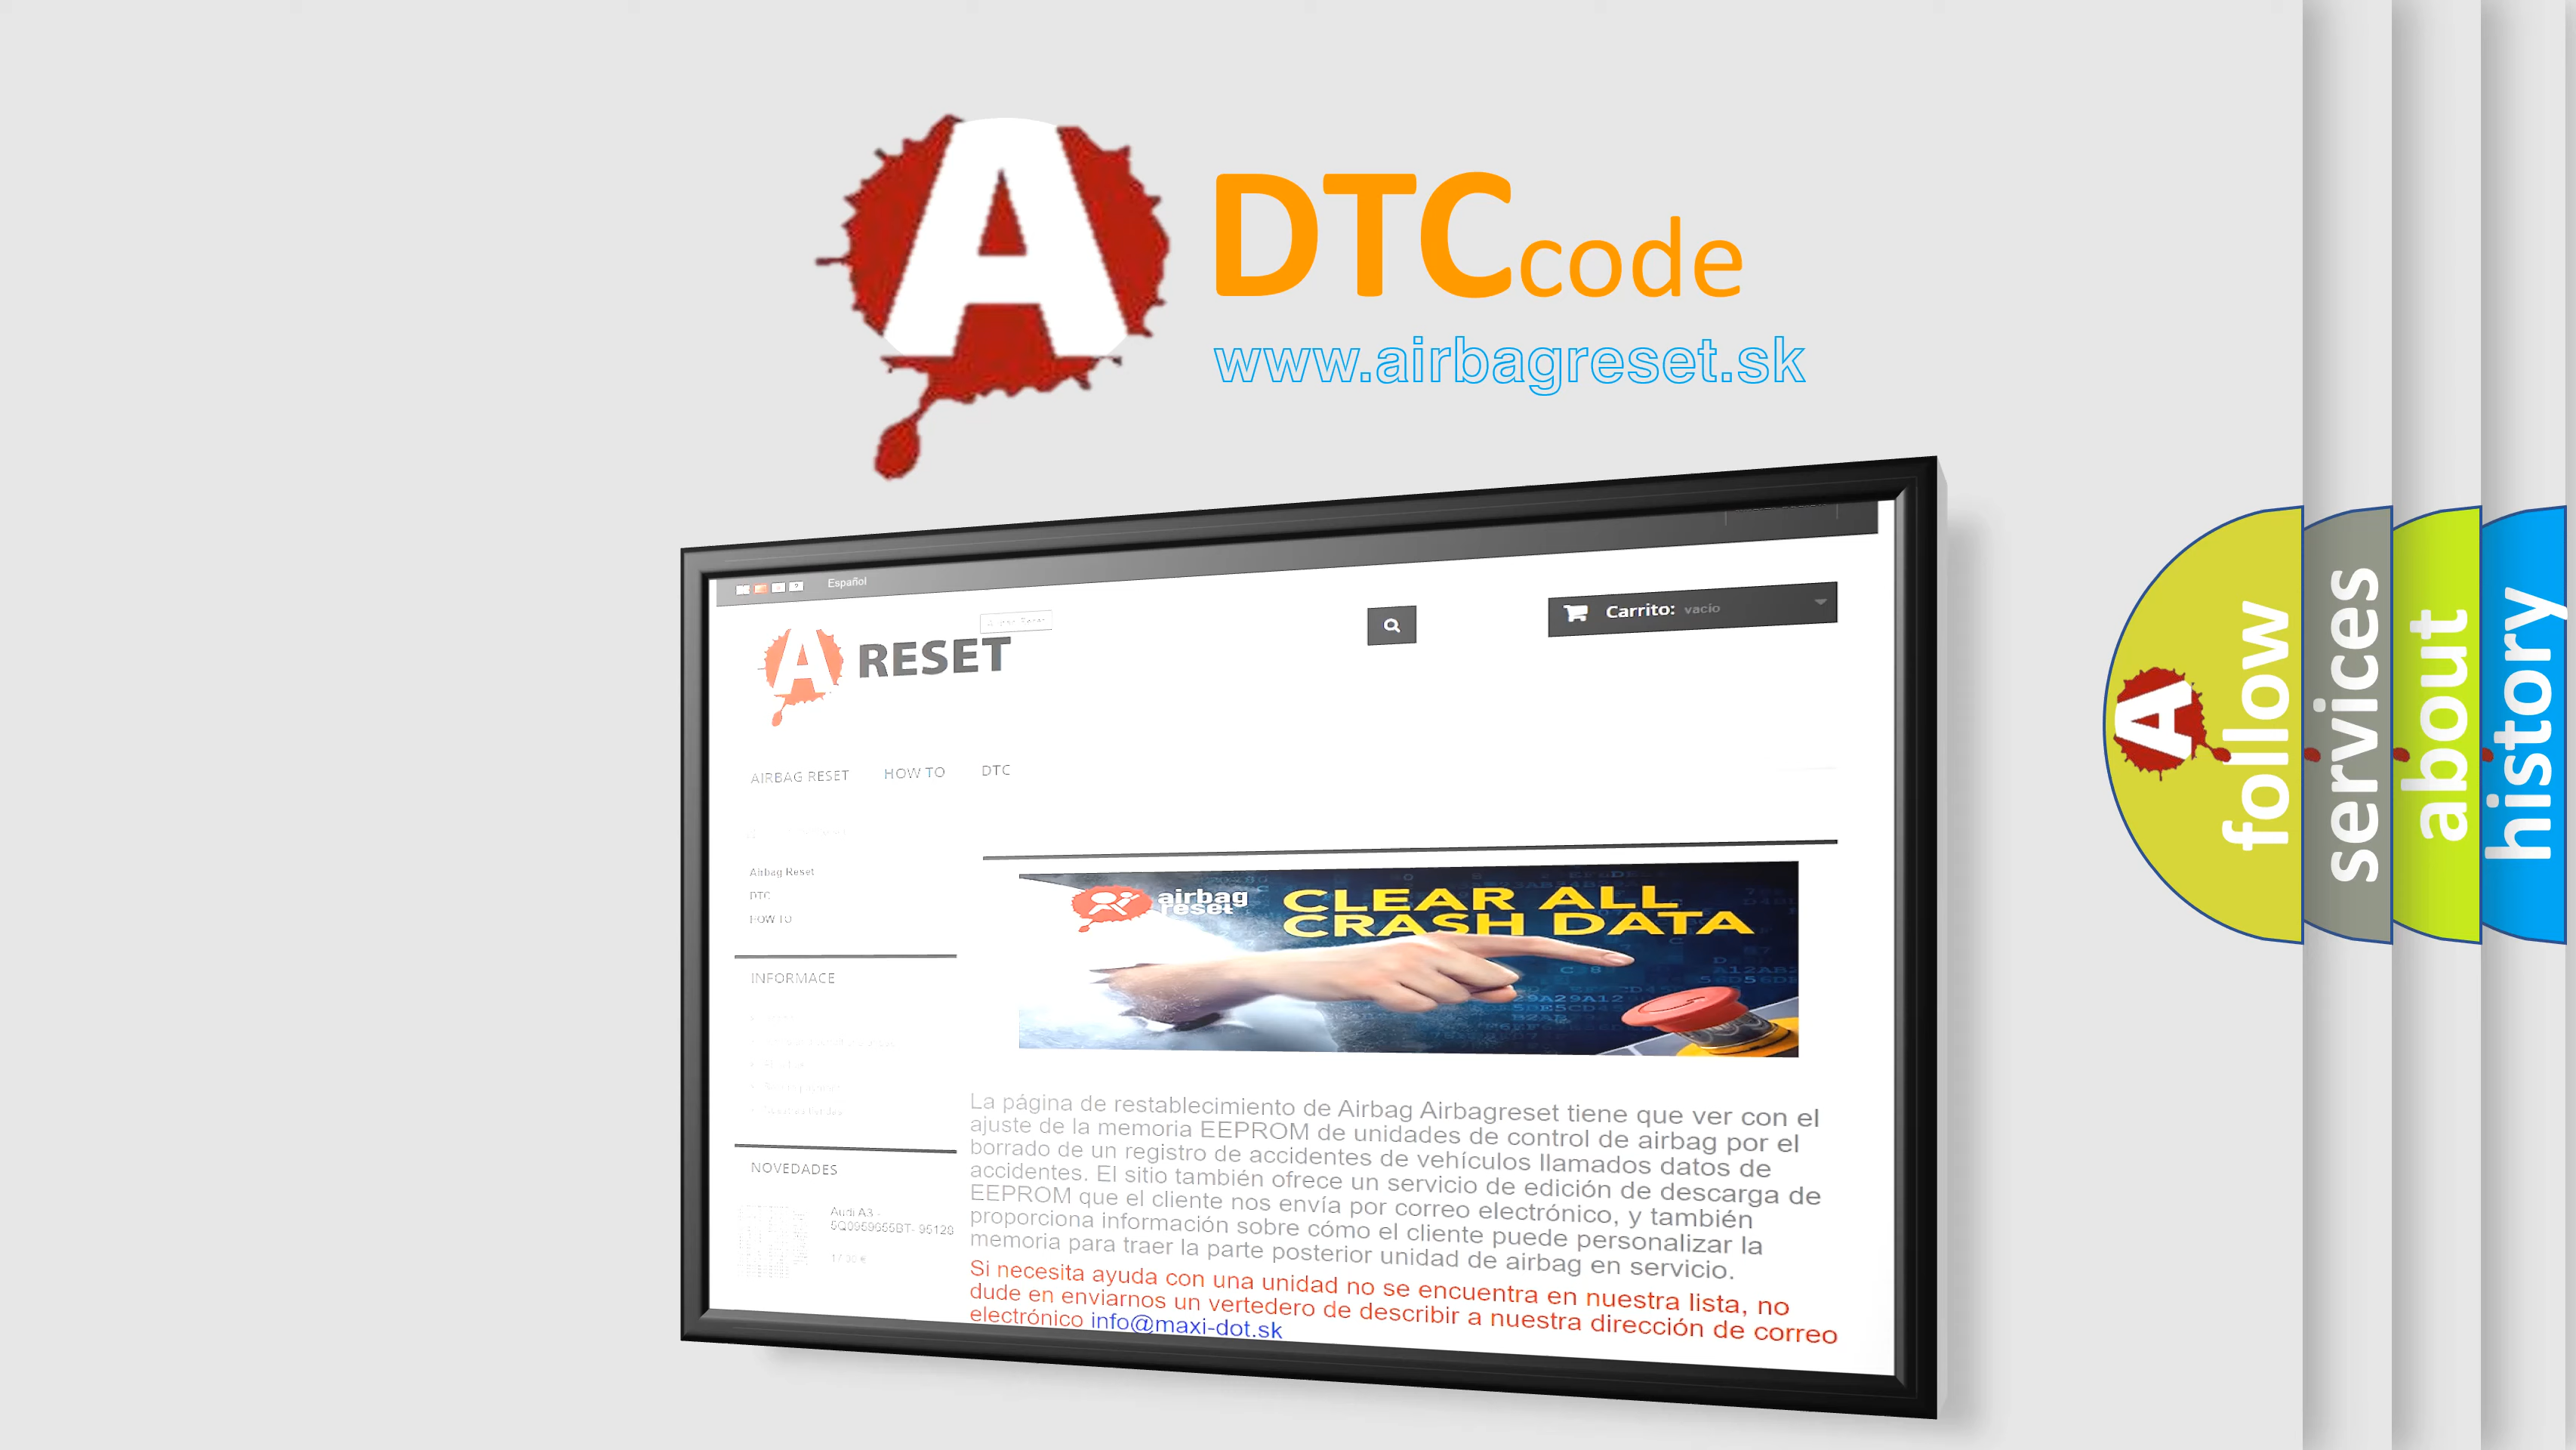 A
DTCcode
www.airbagreset.sk
Español
A RESET
Carrito: vacío
AIRBAG RESET HOW TO DTC
Airbag Reset
DTC
HOW TO
INFORMACE
NOVEDADES
Audi A3 -
5Q0959655BT- 95128
airbag
reset
CLEAR ALL
CRASH DATA
La página de restablecimiento de Airbag Airbagreset tiene que ver con el
ajuste de la memoria EEPROM de unidades de control de airbag por el
borrado de un registro de accidentes de vehículos llamados datos de
accidentes. El sitio también ofrece un servicio de edición de descarga de
EEPROM que el cliente nos envía por correo electrónico, y también
proporciona información sobre cómo el cliente puede personalizar la
memoria para traer la parte posterior unidad de airbag en servicio.
Si necesita ayuda con una unidad no se encuentra en nuestra lista, no
dude en enviarnos un vertedero de describir a nuestra dirección de correo
electrónico info@maxi-dot.sk
A follow
services
about
history